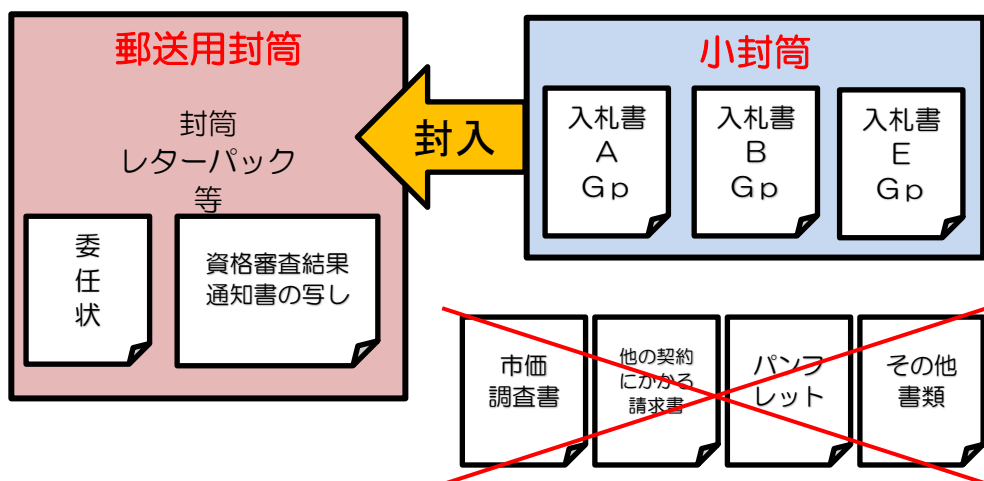 郵送用封筒
封筒
レターパック
等
委
任
状
資格審査結果
通知書の写し
封入
小封筒
入札書
A
Gp
入札書
B
Gp
入札書
E
Gp
市価
調査書
他の契約
にかかる
請求書
パンフ
レット
その他
書類